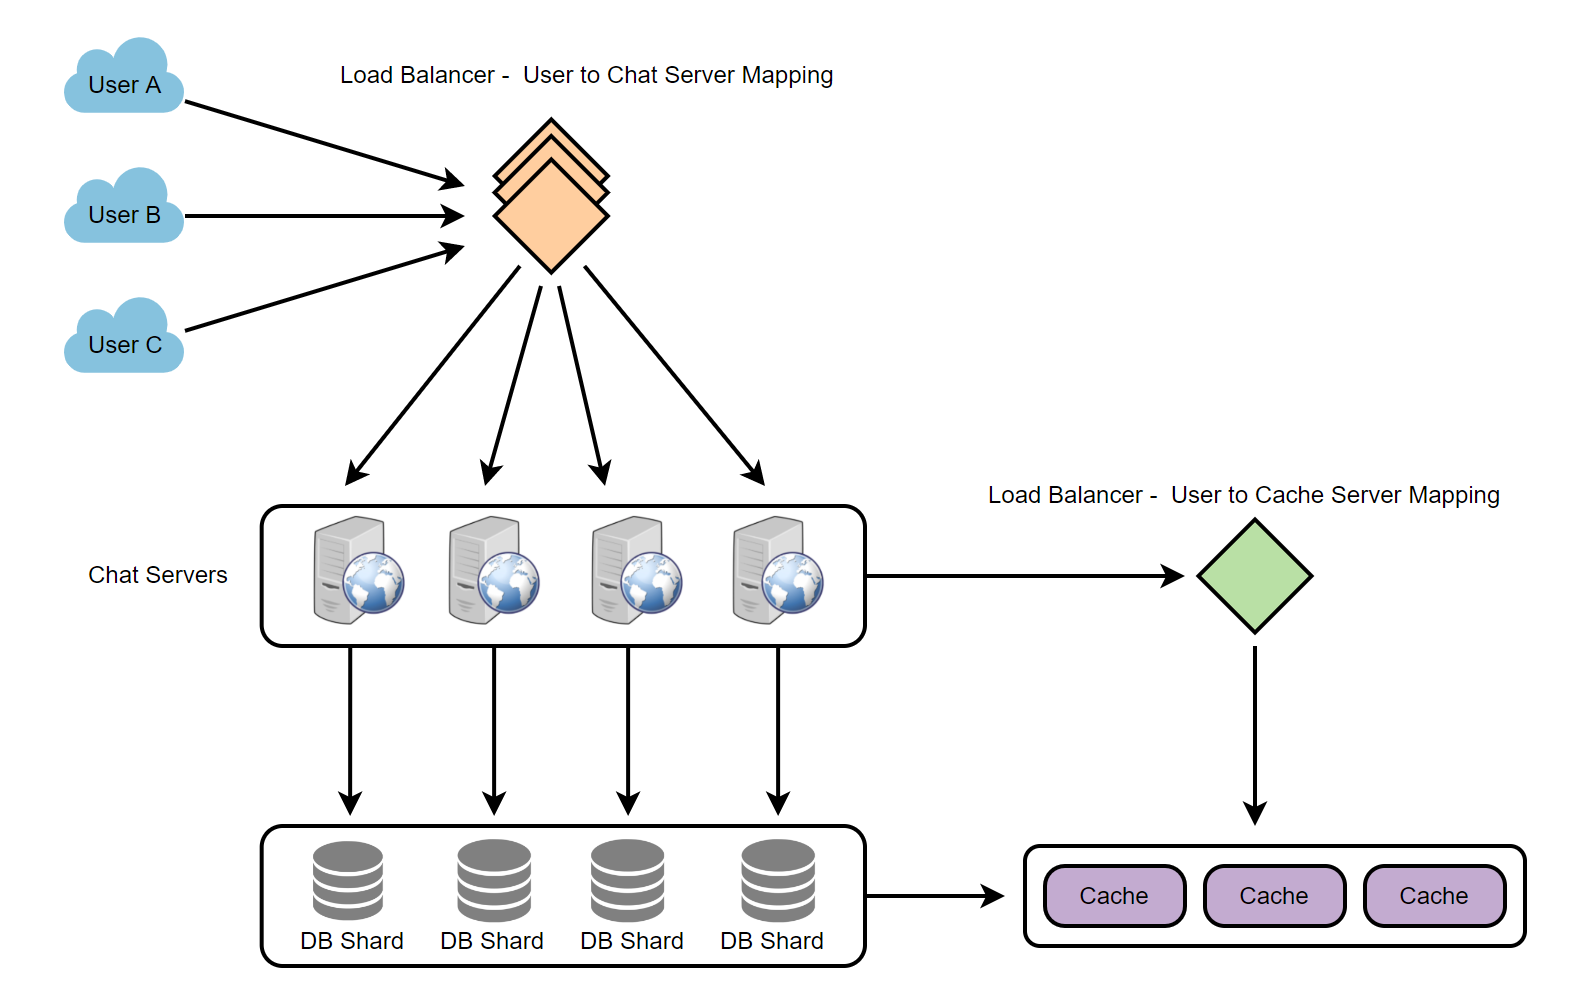 User A
Load Balancer -  User to Chat Server Mapping
User B
User C
Load Balancer -  User to Cache Server Mapping
Chat Servers
Cache
Cache
Cache
DB Shard
DB Shard
DB Shard
DB Shard